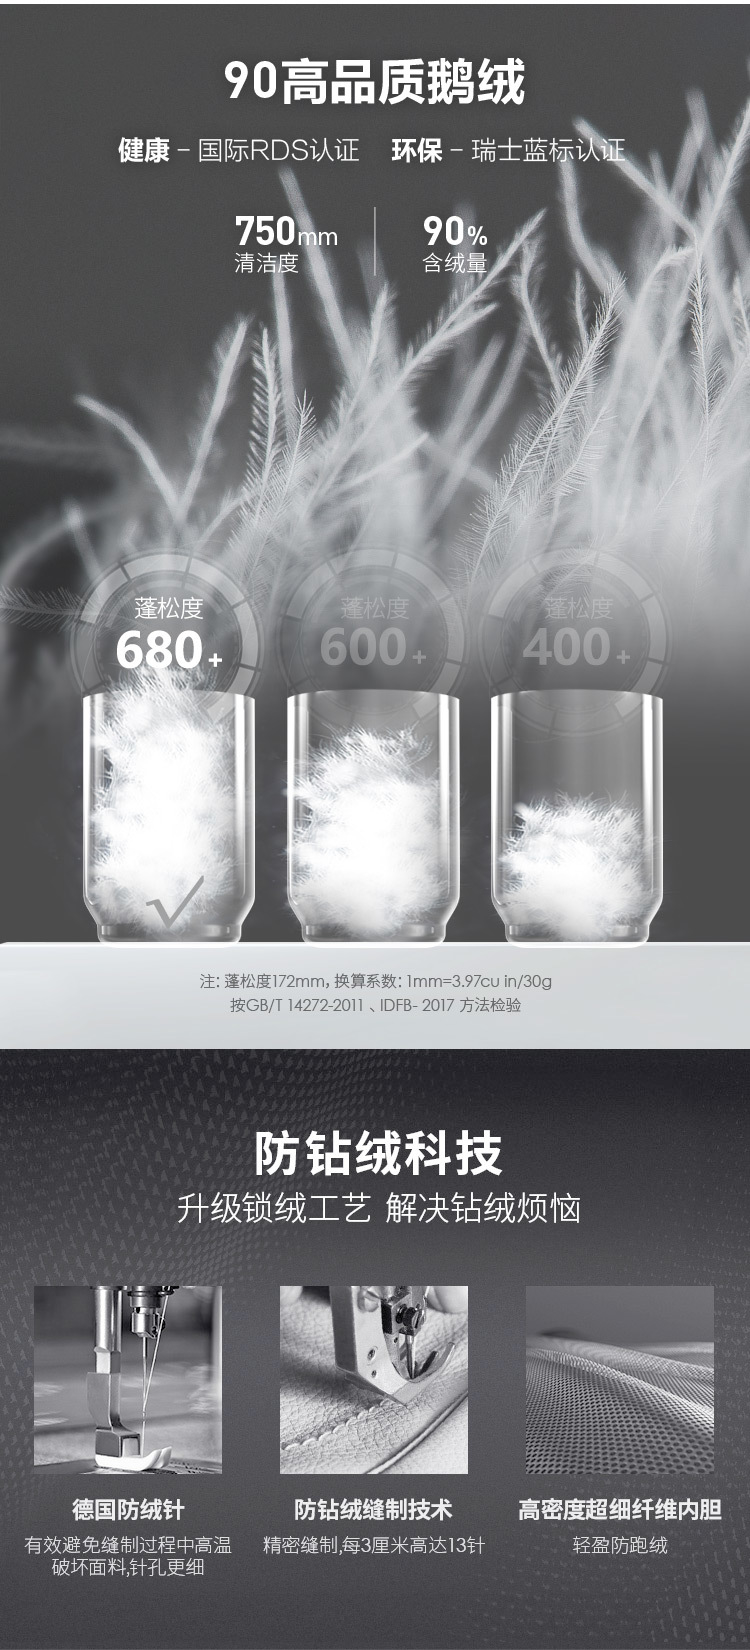 90高品质鹅绒
健康 - 国际RDS认证 环保 - 瑞士蓝标认证
750mm 90%
清洁度 含绒量
蓬松度 蓬松度 蓬松度
680+ 600+ 400+
注: 蓬松度172mm, 换算系数: 1mm=3.97cu in/30g
按GB/T 14272-2011 、IDFB- 2017 方法检验
防钻绒科技
升级锁绒工艺 解决钻绒烦恼
德国防绒针 防钻绒缝制技术 高密度超细纤维内胆
有效避免缝制过程中高温 精密缝制,每3厘米高达13针 轻盈防跑绒
破坏面料,针孔更细